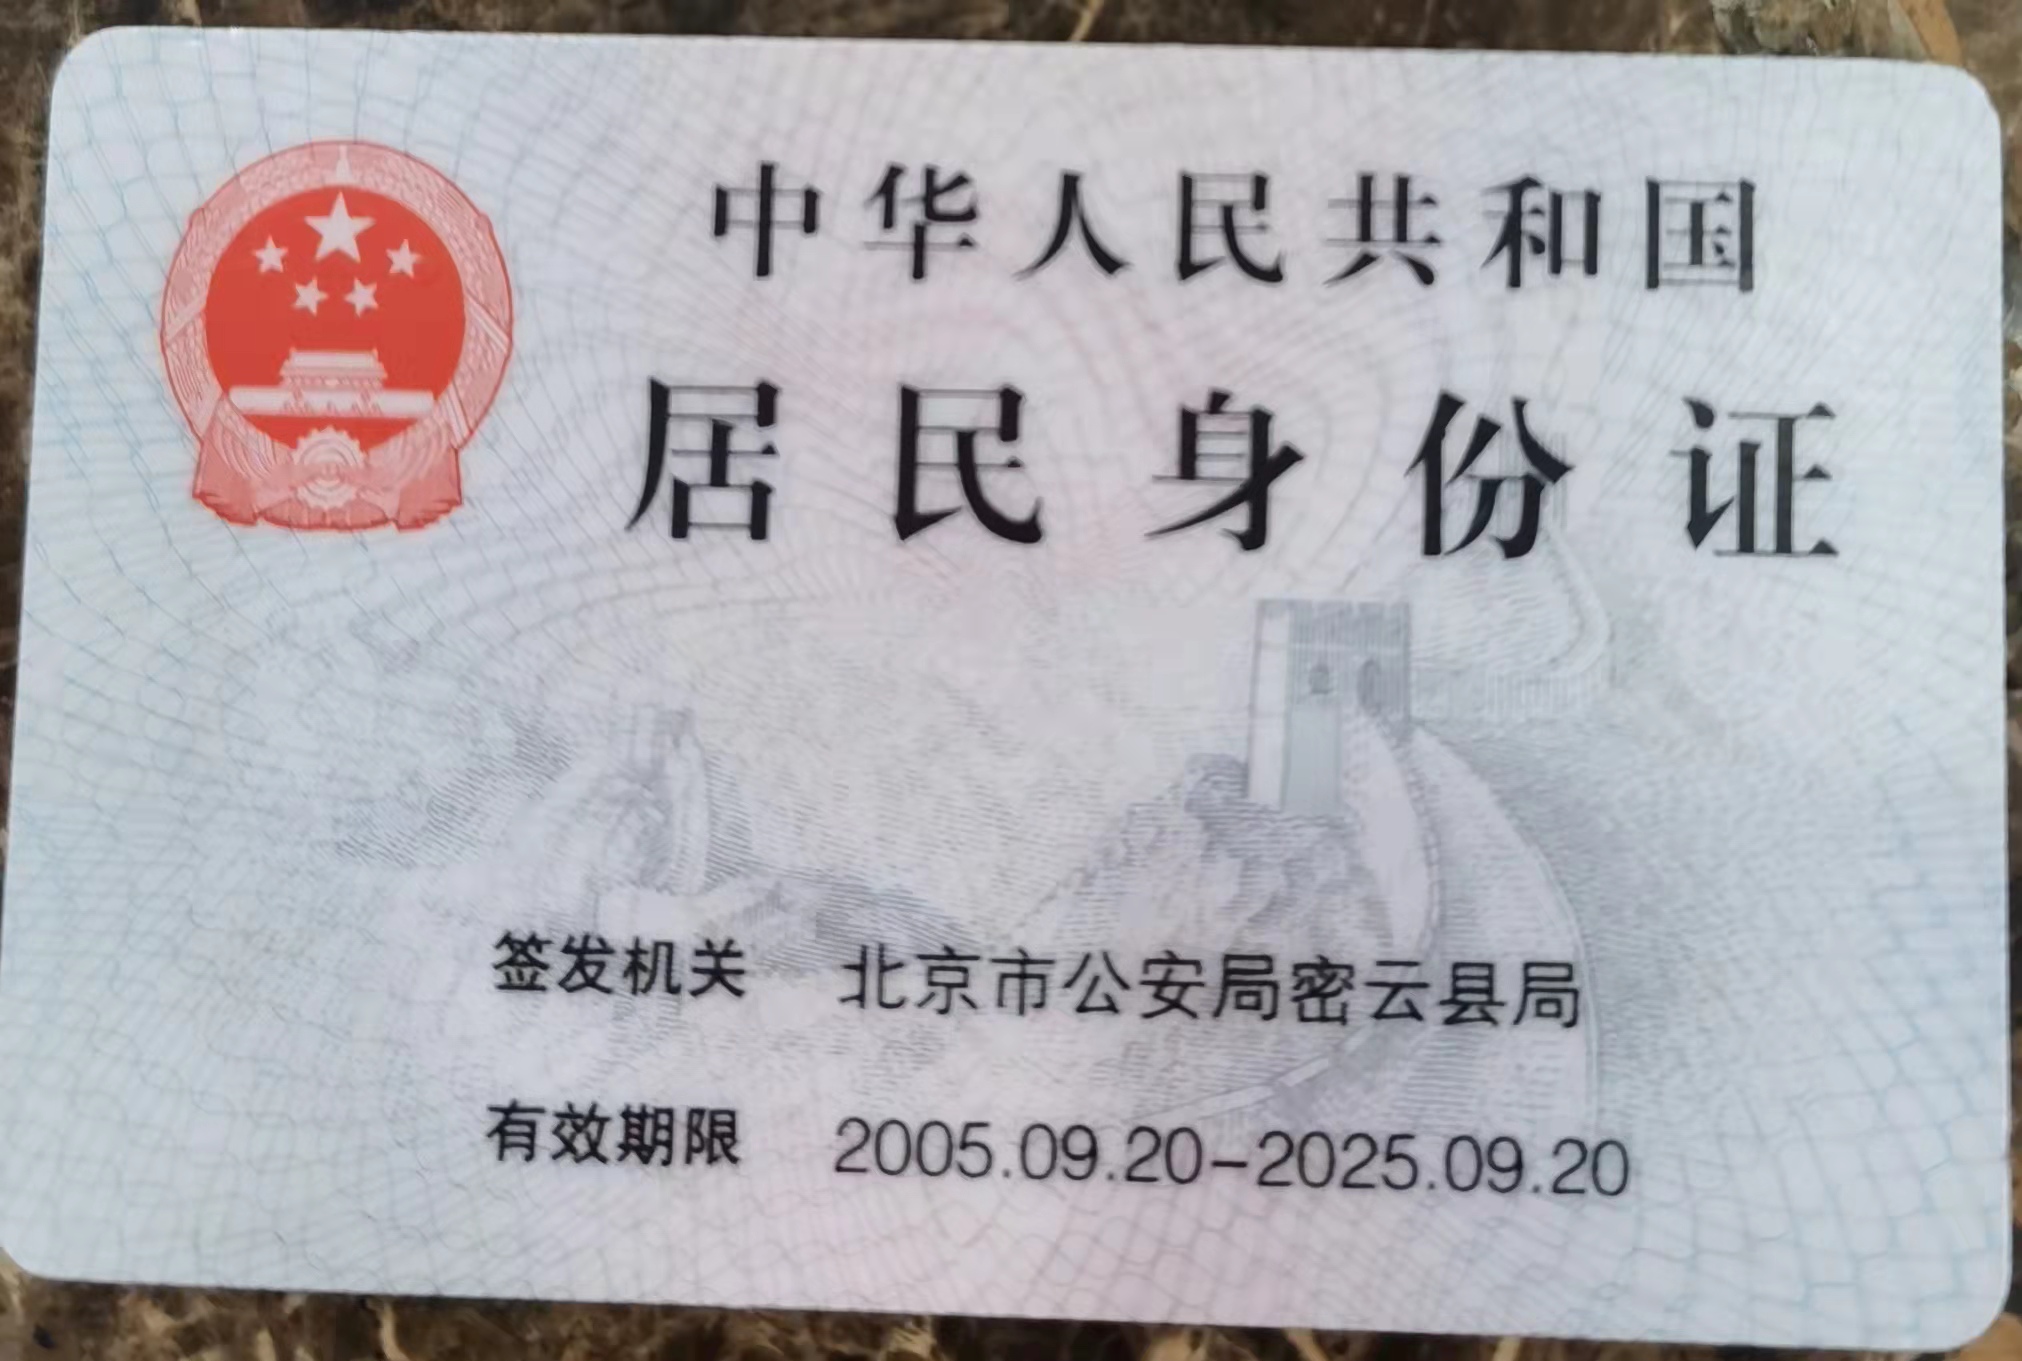 中华人民共和国
居民身份证
签发机关 北京市公安局密云县局
有效期限 2005.09.20-2025.09.20